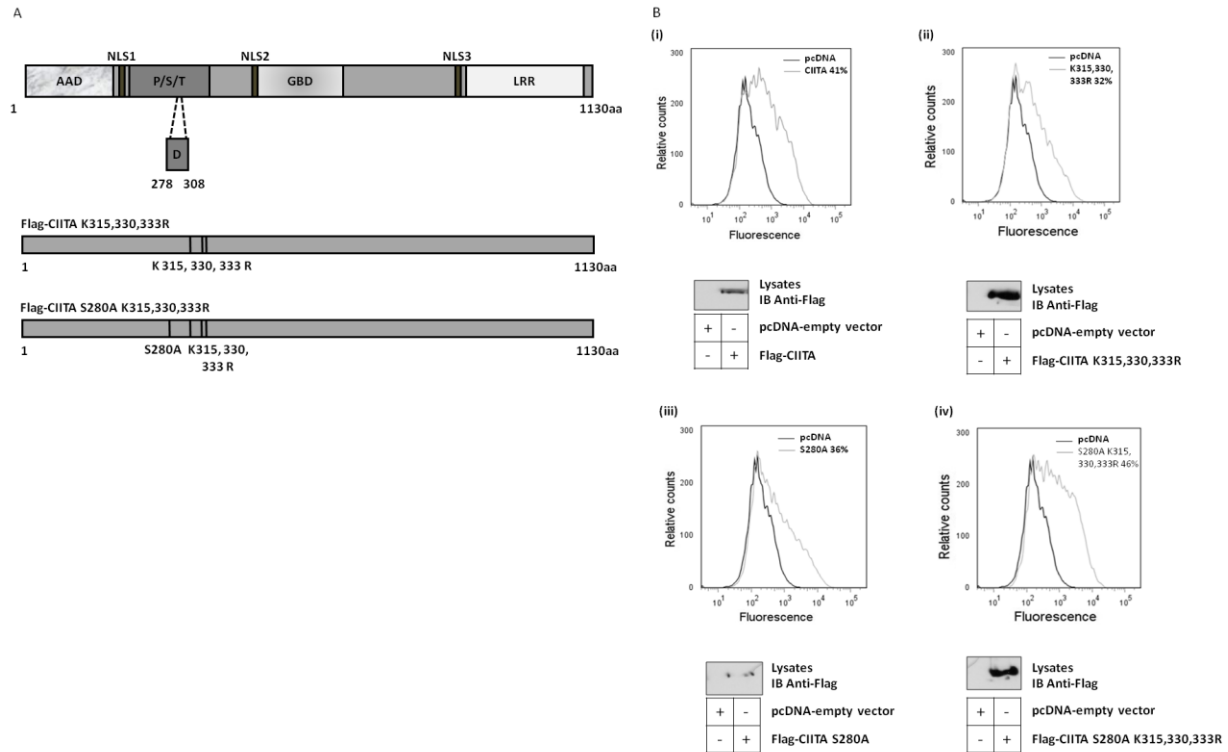 A
NLS1 NLS2 NLS3
AAD P/S/T GBD LRR
1 1130aa
D
278 308
Flag-CIITA K315,330,333R
1 1130aa
K 315, 330, 333 R
Flag-CIITA S280A K315,330,333R
1 1130aa
S280A K315, 330,
333 R
B
(i)
300
200
100
0
Relative counts
pcDNA
CIITA 41%
10¹ 10² 10³ 10⁴ 10⁵
Fluorescence
Lysates
IB Anti-Flag
+ - pcDNA-empty vector
- + Flag-CIITA
(ii)
300
200
100
0
Relative counts
pcDNA
K315,330,
333R 32%
10¹ 10² 10³ 10⁴ 10⁵
Fluorescence
Lysates
IB Anti-Flag
+ - pcDNA-empty vector
- + Flag-CIITA K315,330,333R
(iii)
300
200
100
0
Relative counts
pcDNA
S280A 36%
10¹ 10² 10³ 10⁴ 10⁵
Fluorescence
Lysates
IB Anti-Flag
+ - pcDNA-empty vector
- + Flag-CIITA S280A
(iv)
300
200
100
0
Relative counts
pcDNA
S280A K315,
330,333R 46%
10¹ 10² 10³ 10⁴ 10⁵
Fluorescence
Lysates
IB Anti-Flag
+ - pcDNA-empty vector
- + Flag-CIITA S280A K315,330,333R